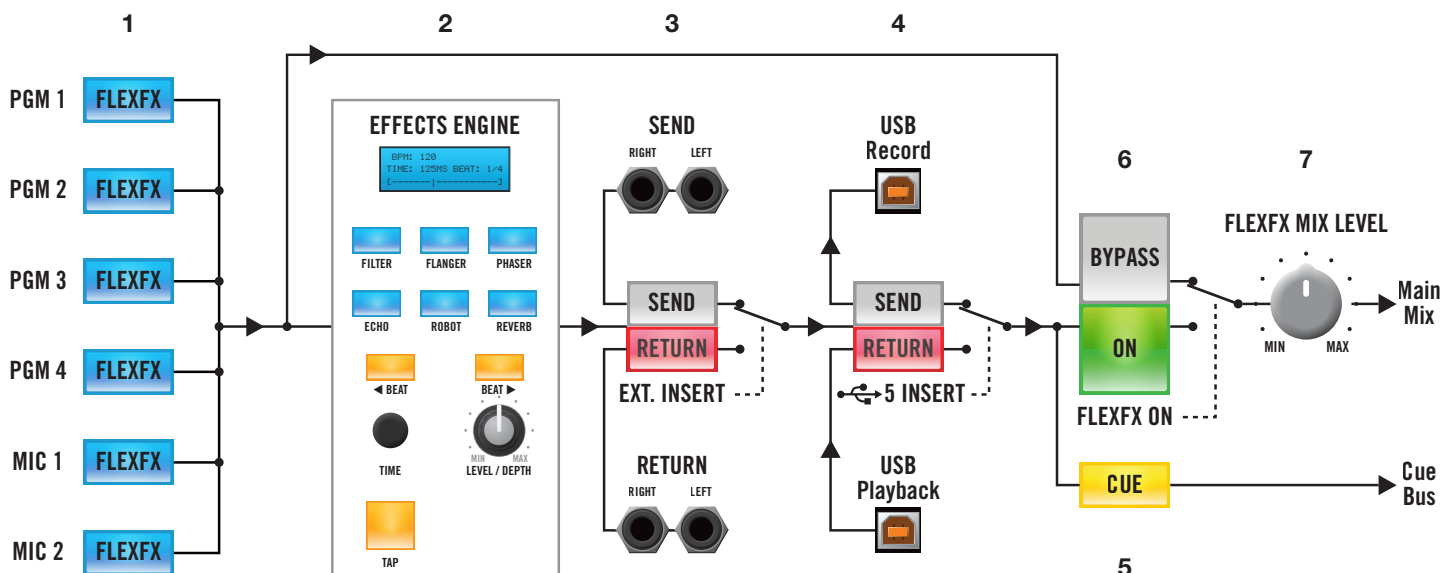 1
2
3
4
PGM 1 FLEXFX
PGM 2 FLEXFX
PGM 3 FLEXFX
PGM 4 FLEXFX
MIC 1 FLEXFX
MIC 2 FLEXFX
EFFECTS ENGINE
BPM: 120
TIME: 125MS BEAT: 1/4
[-------|-----------]
FILTER FLANGER PHASER
ECHO ROBOT REVERB
◀ BEAT BEAT ▶
TIME
MIN MAX
LEVEL / DEPTH
TAP
SEND
RIGHT LEFT
SEND
RETURN
EXT. INSERT
RETURN
RIGHT LEFT
USB
Record
SEND
RETURN
5 INSERT
USB
Playback
6
BYPASS
ON
FLEXFX ON
CUE
5
7
FLEXFX MIX LEVEL
MIN MAX
Main
Mix
Cue
Bus